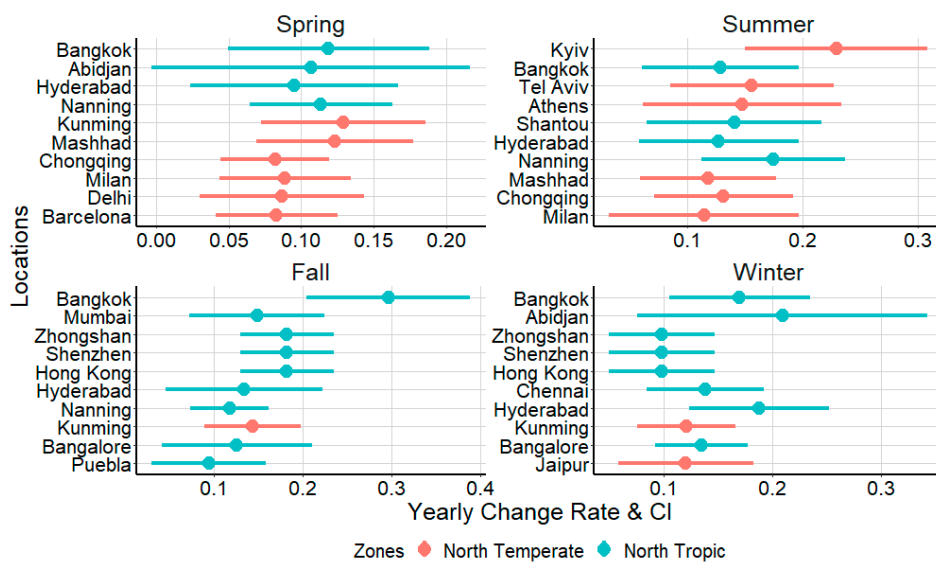 Spring
Bangkok
Abidjan
Hyderabad
Nanning
Kunming
Mashhad
Chongqing
Milan
Delhi
Barcelona
0.00 0.05 0.10 0.15 0.20
Summer
Kyiv
Bangkok
Tel Aviv
Athens
Shantou
Hyderabad
Nanning
Mashhad
Chongqing
Milan
0.1 0.2 0.3
Locations
Fall
Bangkok
Mumbai
Zhongshan
Shenzhen
Hong Kong
Hyderabad
Nanning
Kunming
Bangalore
Puebla
0.1 0.2 0.3 0.4
Winter
Bangkok
Abidjan
Zhongshan
Shenzhen
Hong Kong
Chennai
Hyderabad
Kunming
Bangalore
Jaipur
0.1 0.2 0.3
Yearly Change Rate & CI
Zones North Temperate North Tropic